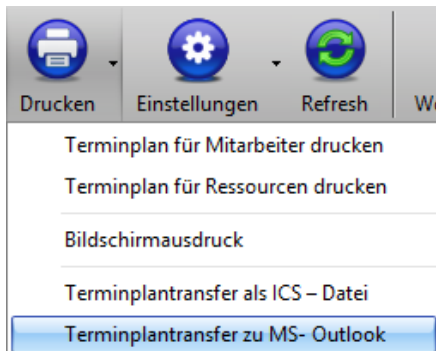 Drucken Einstellungen Refresh
Terminplan für Mitarbeiter drucken
Terminplan für Ressourcen drucken
Bildschirmausdruck
Terminplantransfer als ICS – Datei
Terminplantransfer zu MS- Outlook